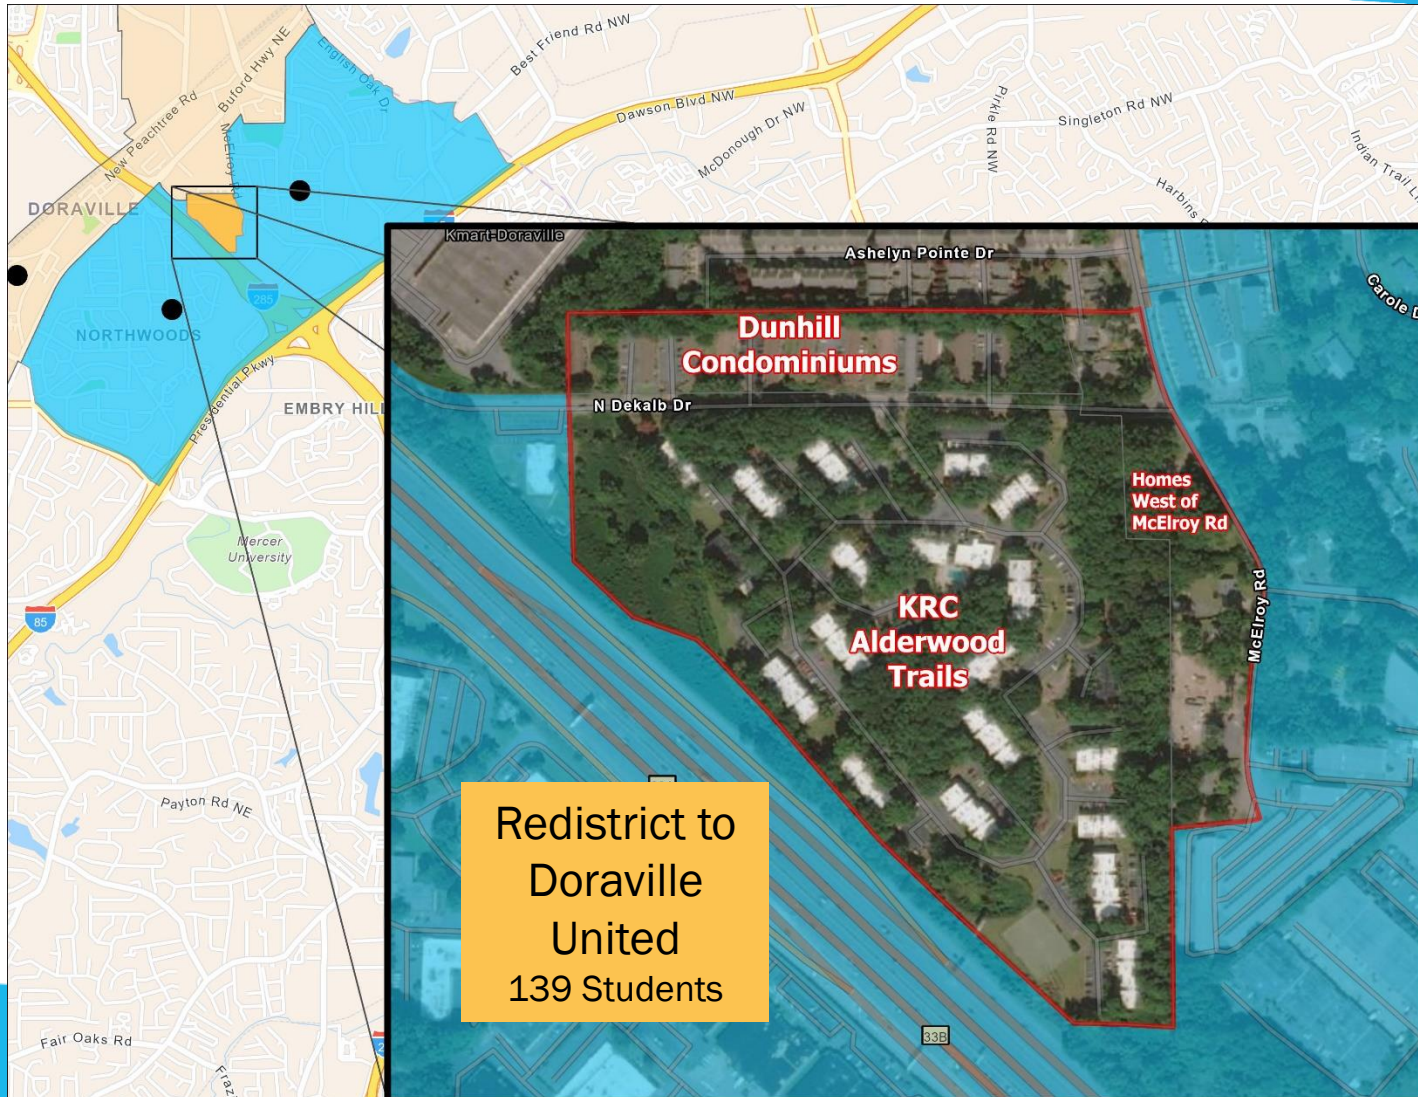 Best Friend Rd NW
Buford Hwy NE
English Oak Dr
New Peachtree Rd
McElroy Rd
Dawson Blvd NW
McDonough Dr NW
Pirkle Rd NW
Singleton Rd NW
Indian Trail
Harbins
DORAVILLE
285
NORTHWOODS
Presidential Pkwy
EMBRY HIL
Mercer
University
85
Payton Rd NE
Fair Oaks Rd
Kmart-Doraville
Ashelyn Pointe Dr
Carole D
Dunhill
Condominiums
N Dekalb Dr
Homes
West of
McElroy Rd
KRC
Alderwood
Trails
McElroy Rd
Redistrict to
Doraville
United
139 Students
33B